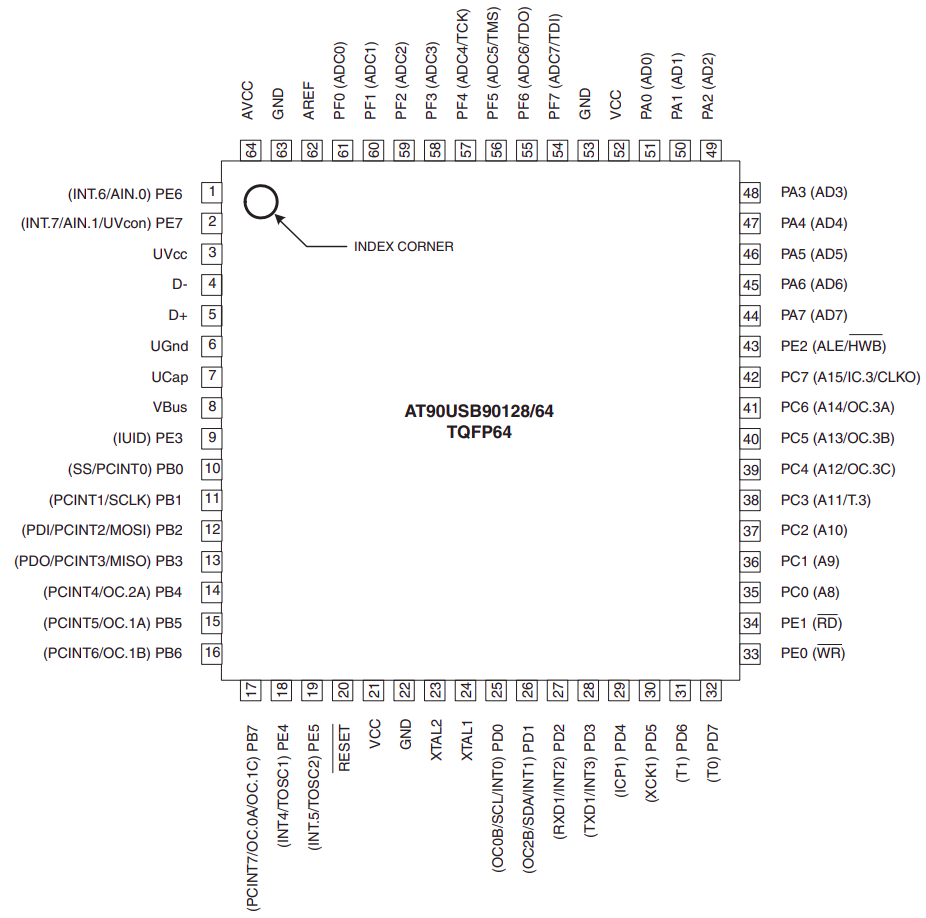 AVCC
GND
AREF
PF0 (ADC0)
PF1 (ADC1)
PF2 (ADC2)
PF3 (ADC3)
PF4 (ADC4/TCK)
PF5 (ADC5/TMS)
PF6 (ADC6/TDO)
PF7 (ADC7/TDI)
GND
VCC
PA0 (AD0)
PA1 (AD1)
PA2 (AD2)
64
63
62
61
60
59
58
57
56
55
54
53
52
51
50
49
(INT.6/AIN.0) PE6 1
(INT.7/AIN.1/UVcon) PE7 2
UVcc 3
D- 4
D+ 5
UGnd 6
UCap 7
VBus 8
(IUID) PE3 9
(SS/PCINT0) PB0 10
(PCINT1/SCLK) PB1 11
(PDI/PCINT2/MOSI) PB2 12
(PDO/PCINT3/MISO) PB3 13
(PCINT4/OC.2A) PB4 14
(PCINT5/OC.1A) PB5 15
(PCINT6/OC.1B) PB6 16
INDEX CORNER
AT90USB90128/64
TQFP64
48 PA3 (AD3)
47 PA4 (AD4)
46 PA5 (AD5)
45 PA6 (AD6)
44 PA7 (AD7)
43 PE2 (ALE/HWB)
42 PC7 (A15/IC.3/CLKO)
41 PC6 (A14/OC.3A)
40 PC5 (A13/OC.3B)
39 PC4 (A12/OC.3C)
38 PC3 (A11/T.3)
37 PC2 (A10)
36 PC1 (A9)
35 PC0 (A8)
34 PE1 (RD)
33 PE0 (WR)
17
18
19
20
21
22
23
24
25
26
27
28
29
30
31
32
(PCINT7/OC.0A/OC.1C) PB7
(INT4/TOSC1) PE4
(INT.5/TOSC2) PE5
RESET
VCC
GND
XTAL2
XTAL1
(OC0B/SCL/INT0) PD0
(OC2B/SDA/INT1) PD1
(RXD1/INT2) PD2
(TXD1/INT3) PD3
(ICP1) PD4
(XCK1) PD5
(T1) PD6
(T0) PD7